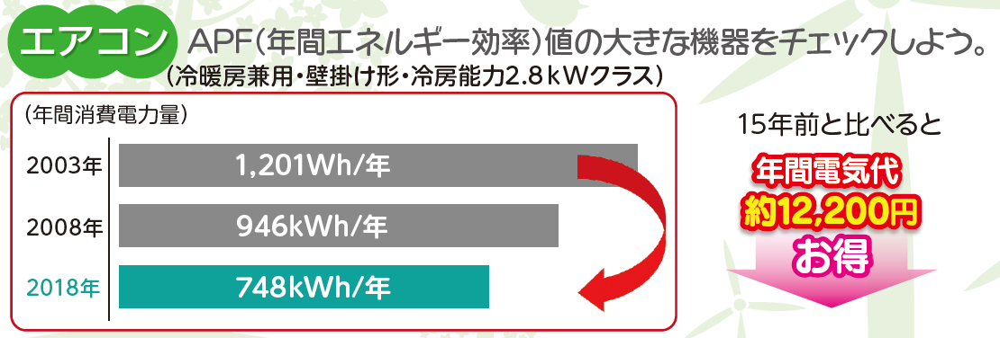 エアコン
APF(年間エネルギー効率)値の大きな機器をチェックしよう。
(冷暖房兼用・壁掛け形・冷房能力2.8kWクラス)
(年間消費電力量)
2003年 1,201Wh/年
2008年 946kWh/年
2018年 748kWh/年
15年前と比べると
年間電気代
約12,200円
お得